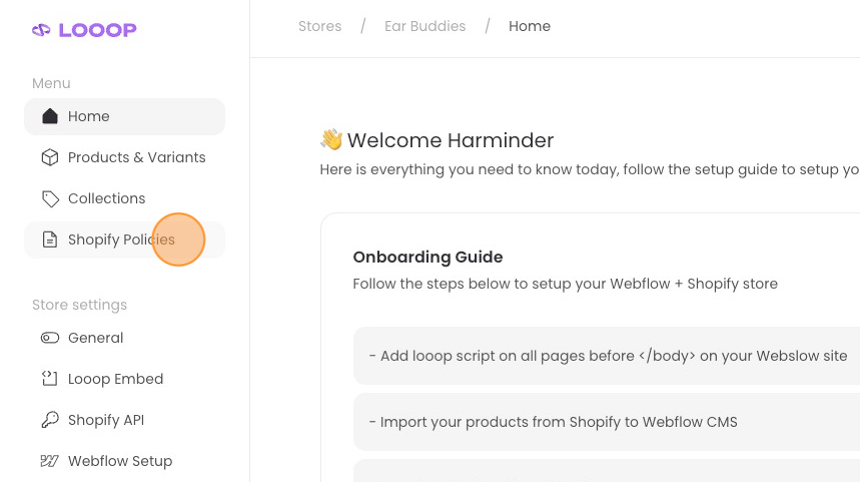 LOOOP
Stores / Ear Buddies / Home
Menu
Home
Products & Variants
Collections
Shopify Policies
Store settings
General
Looop Embed
Shopify API
Webflow Setup
👋 Welcome Harminder
Here is everything you need to know today, follow the setup guide to setup yo
Onboarding Guide
Follow the steps below to setup your Webflow + Shopify store
- Add looop script on all pages before </body> on your Webslow site
- Import your products from Shopify to Webflow CMS